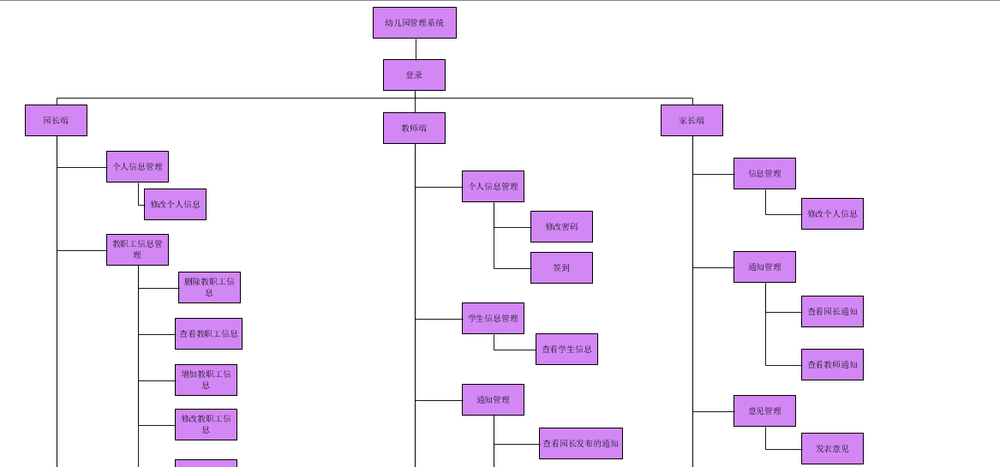 幼儿园管理系统
登录
园长端
个人信息管理
修改个人信息
教职工信息管
理
删除教职工信
息
查看教职工信息
增加教职工信
息
修改教职工信
息
教师端
个人信息管理
修改密码
签到
学生信息管理
查看学生信息
通知管理
查看园长发布的通知
家长端
信息管理
修改个人信息
通知管理
查看园长通知
查看教师通知
意见管理
发表意见